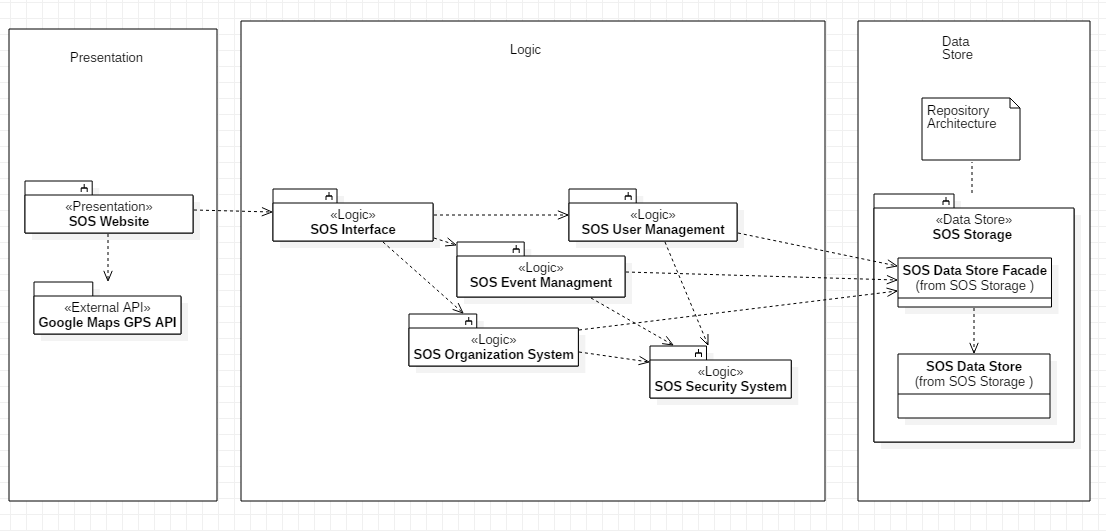 Presentation
«Presentation»
SOS Website
«External API»
Google Maps GPS API
Logic
«Logic»
SOS Interface
«Logic»
SOS User Management
«Logic»
SOS Event Managment
«Logic»
SOS Organization System
«Logic»
SOS Security System
Data
Store
Repository
Architecture
«Data Store»
SOS Storage
SOS Data Store Facade
(from SOS Storage )
SOS Data Store
(from SOS Storage )